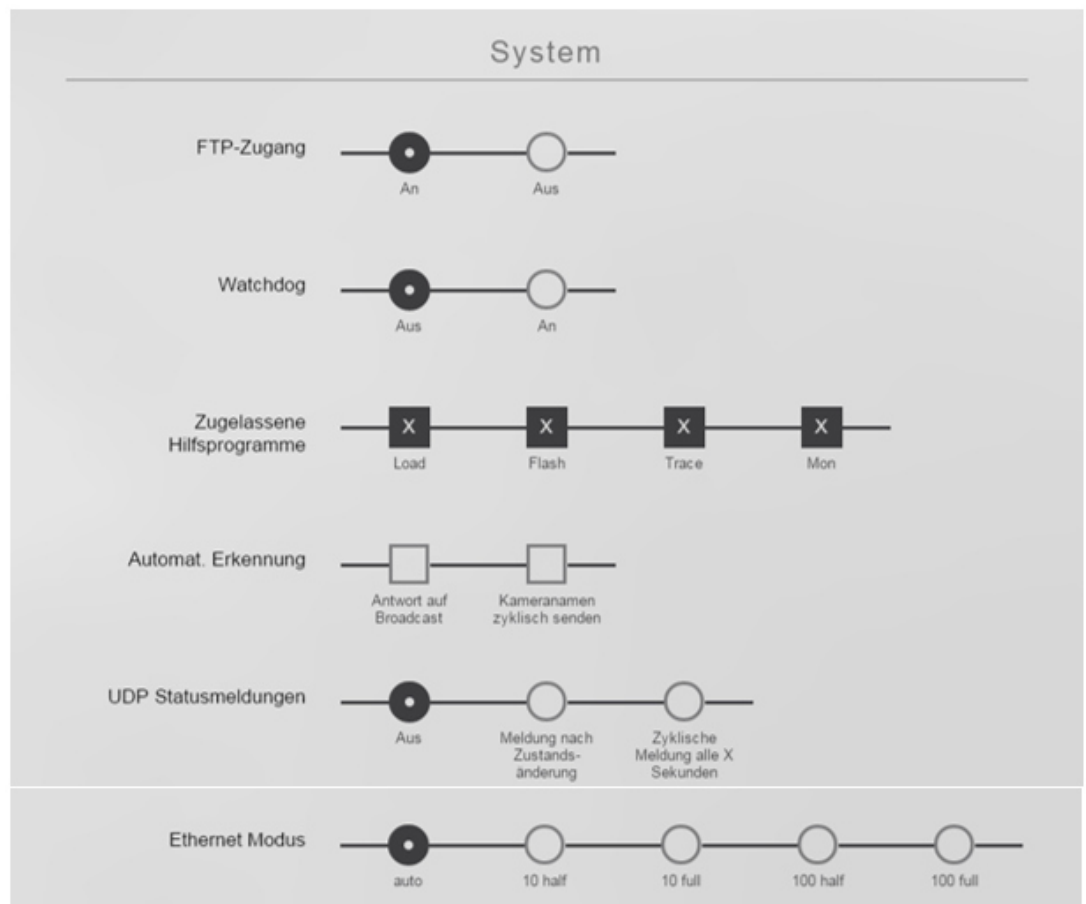 System
FTP-Zugang
An
Aus
Watchdog
Aus
An
Zugelassene
Hilfsprogramme
X
X
X
X
Load
Flash
Trace
Mon
Automat. Erkennung
Antwort auf
Broadcast
Kameranamen
zyklisch senden
UDP Statusmeldungen
Aus
Meldung nach
Zustands-
änderung
Zyklische
Meldung alle X
Sekunden
Ethernet Modus
auto
10 half
10 full
100 half
100 full